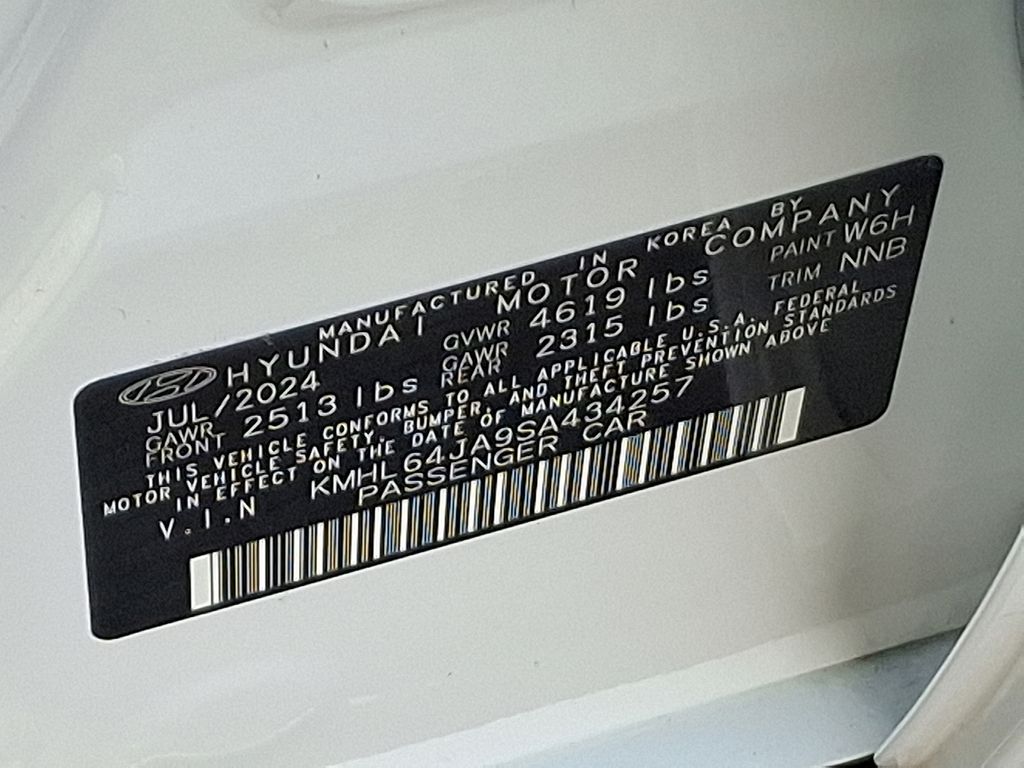 MANUFACTURED IN KOREA BY
HYUNDAI MOTOR COMPANY
JUL/2024 GVWR 4619 lbs PAINT W6H
GAWR FRONT 2513 lbs GAWR REAR 2315 lbs TRIM NNB
THIS VEHICLE CONFORMS TO ALL APPLICABLE U.S.A. FEDERAL
MOTOR VEHICLE SAFETY, BUMPER, AND THEFT PREVENTION STANDARDS
IN EFFECT ON THE DATE OF MANUFACTURE SHOWN ABOVE
V.I.N KMHL64JA9SA434257
PASSENGER CAR